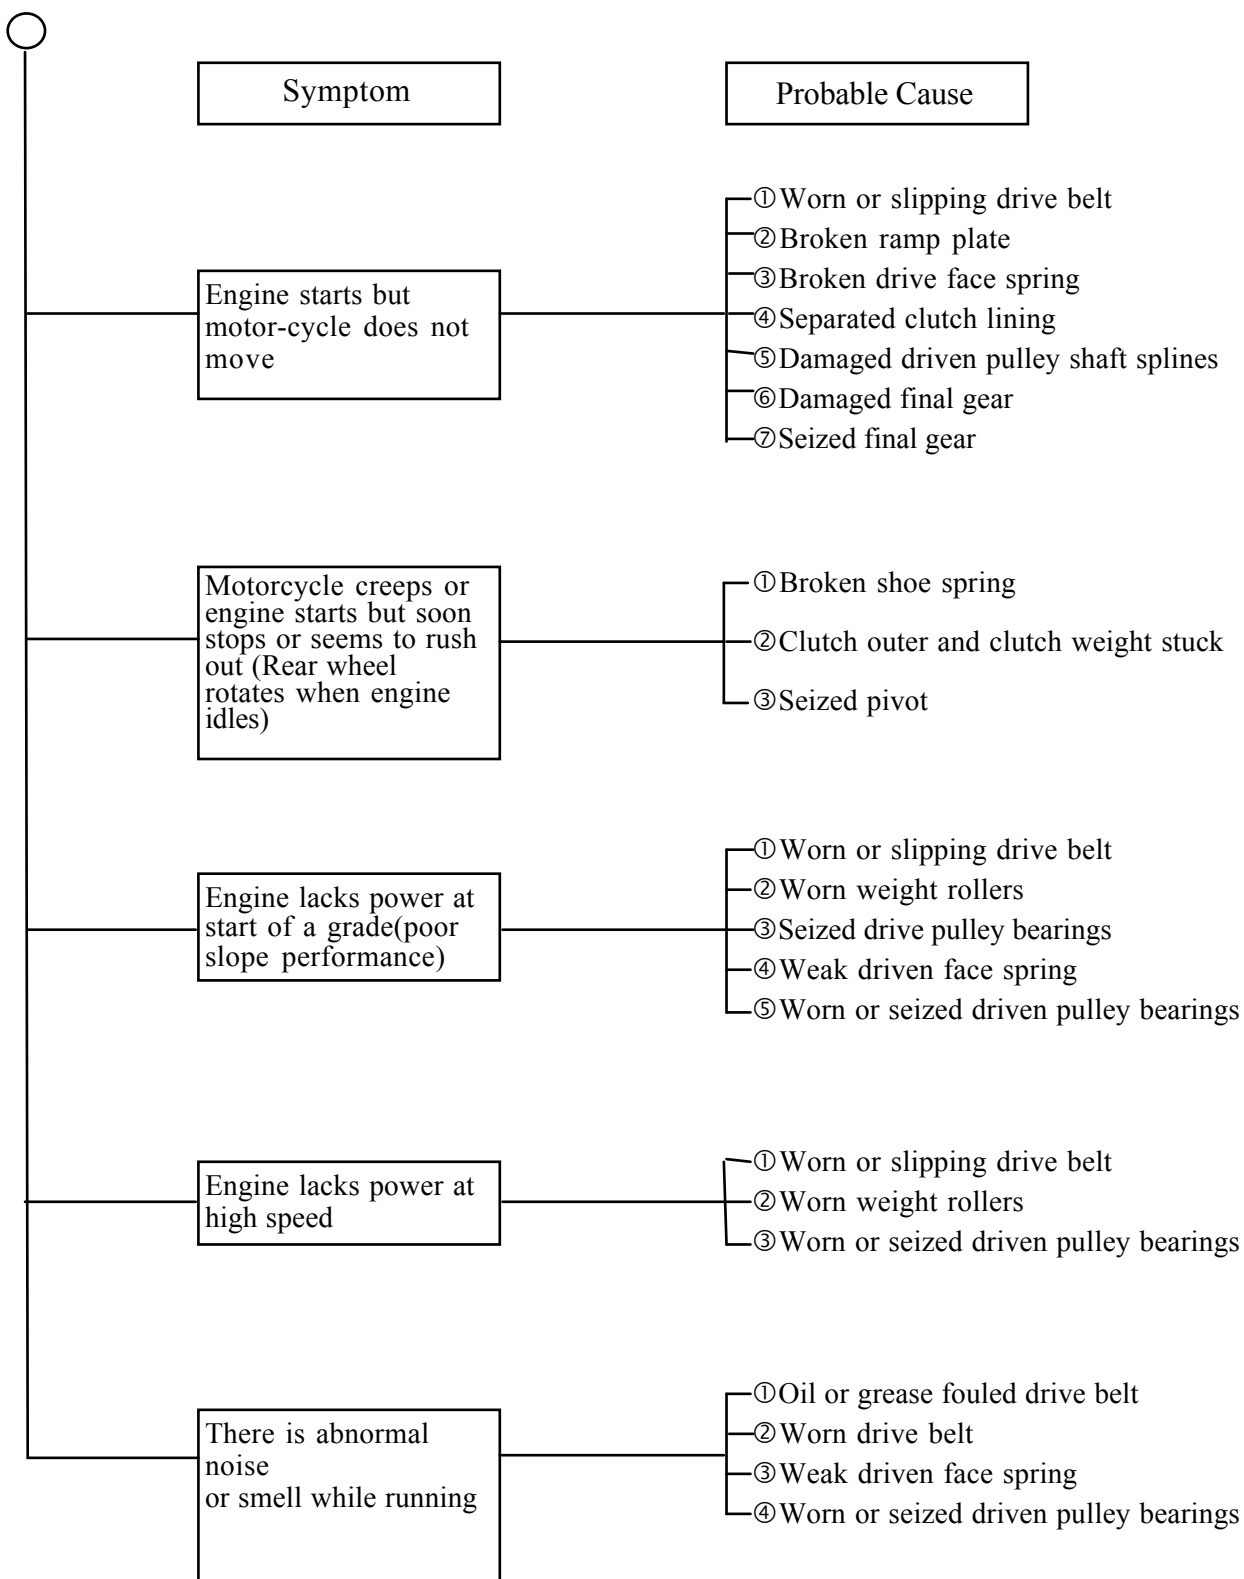 Symptom
Probable Cause
Engine starts but
motor-cycle does not
move
①Worn or slipping drive belt
②Broken ramp plate
③Broken drive face spring
④Separated clutch lining
⑤Damaged driven pulley shaft splines
⑥Damaged final gear
⑦Seized final gear
Motorcycle creeps or
engine starts but soon
stops or seems to rush
out (Rear wheel
rotates when engine
idles)
①Broken shoe spring
②Clutch outer and clutch weight stuck
③Seized pivot
Engine lacks power at
start of a grade(poor
slope performance)
①Worn or slipping drive belt
②Worn weight rollers
③Seized drive pulley bearings
④Weak driven face spring
⑤Worn or seized driven pulley bearings
Engine lacks power at
high speed
①Worn or slipping drive belt
②Worn weight rollers
③Worn or seized driven pulley bearings
There is abnormal
noise
or smell while running
①Oil or grease fouled drive belt
②Worn drive belt
③Weak driven face spring
④Worn or seized driven pulley bearings